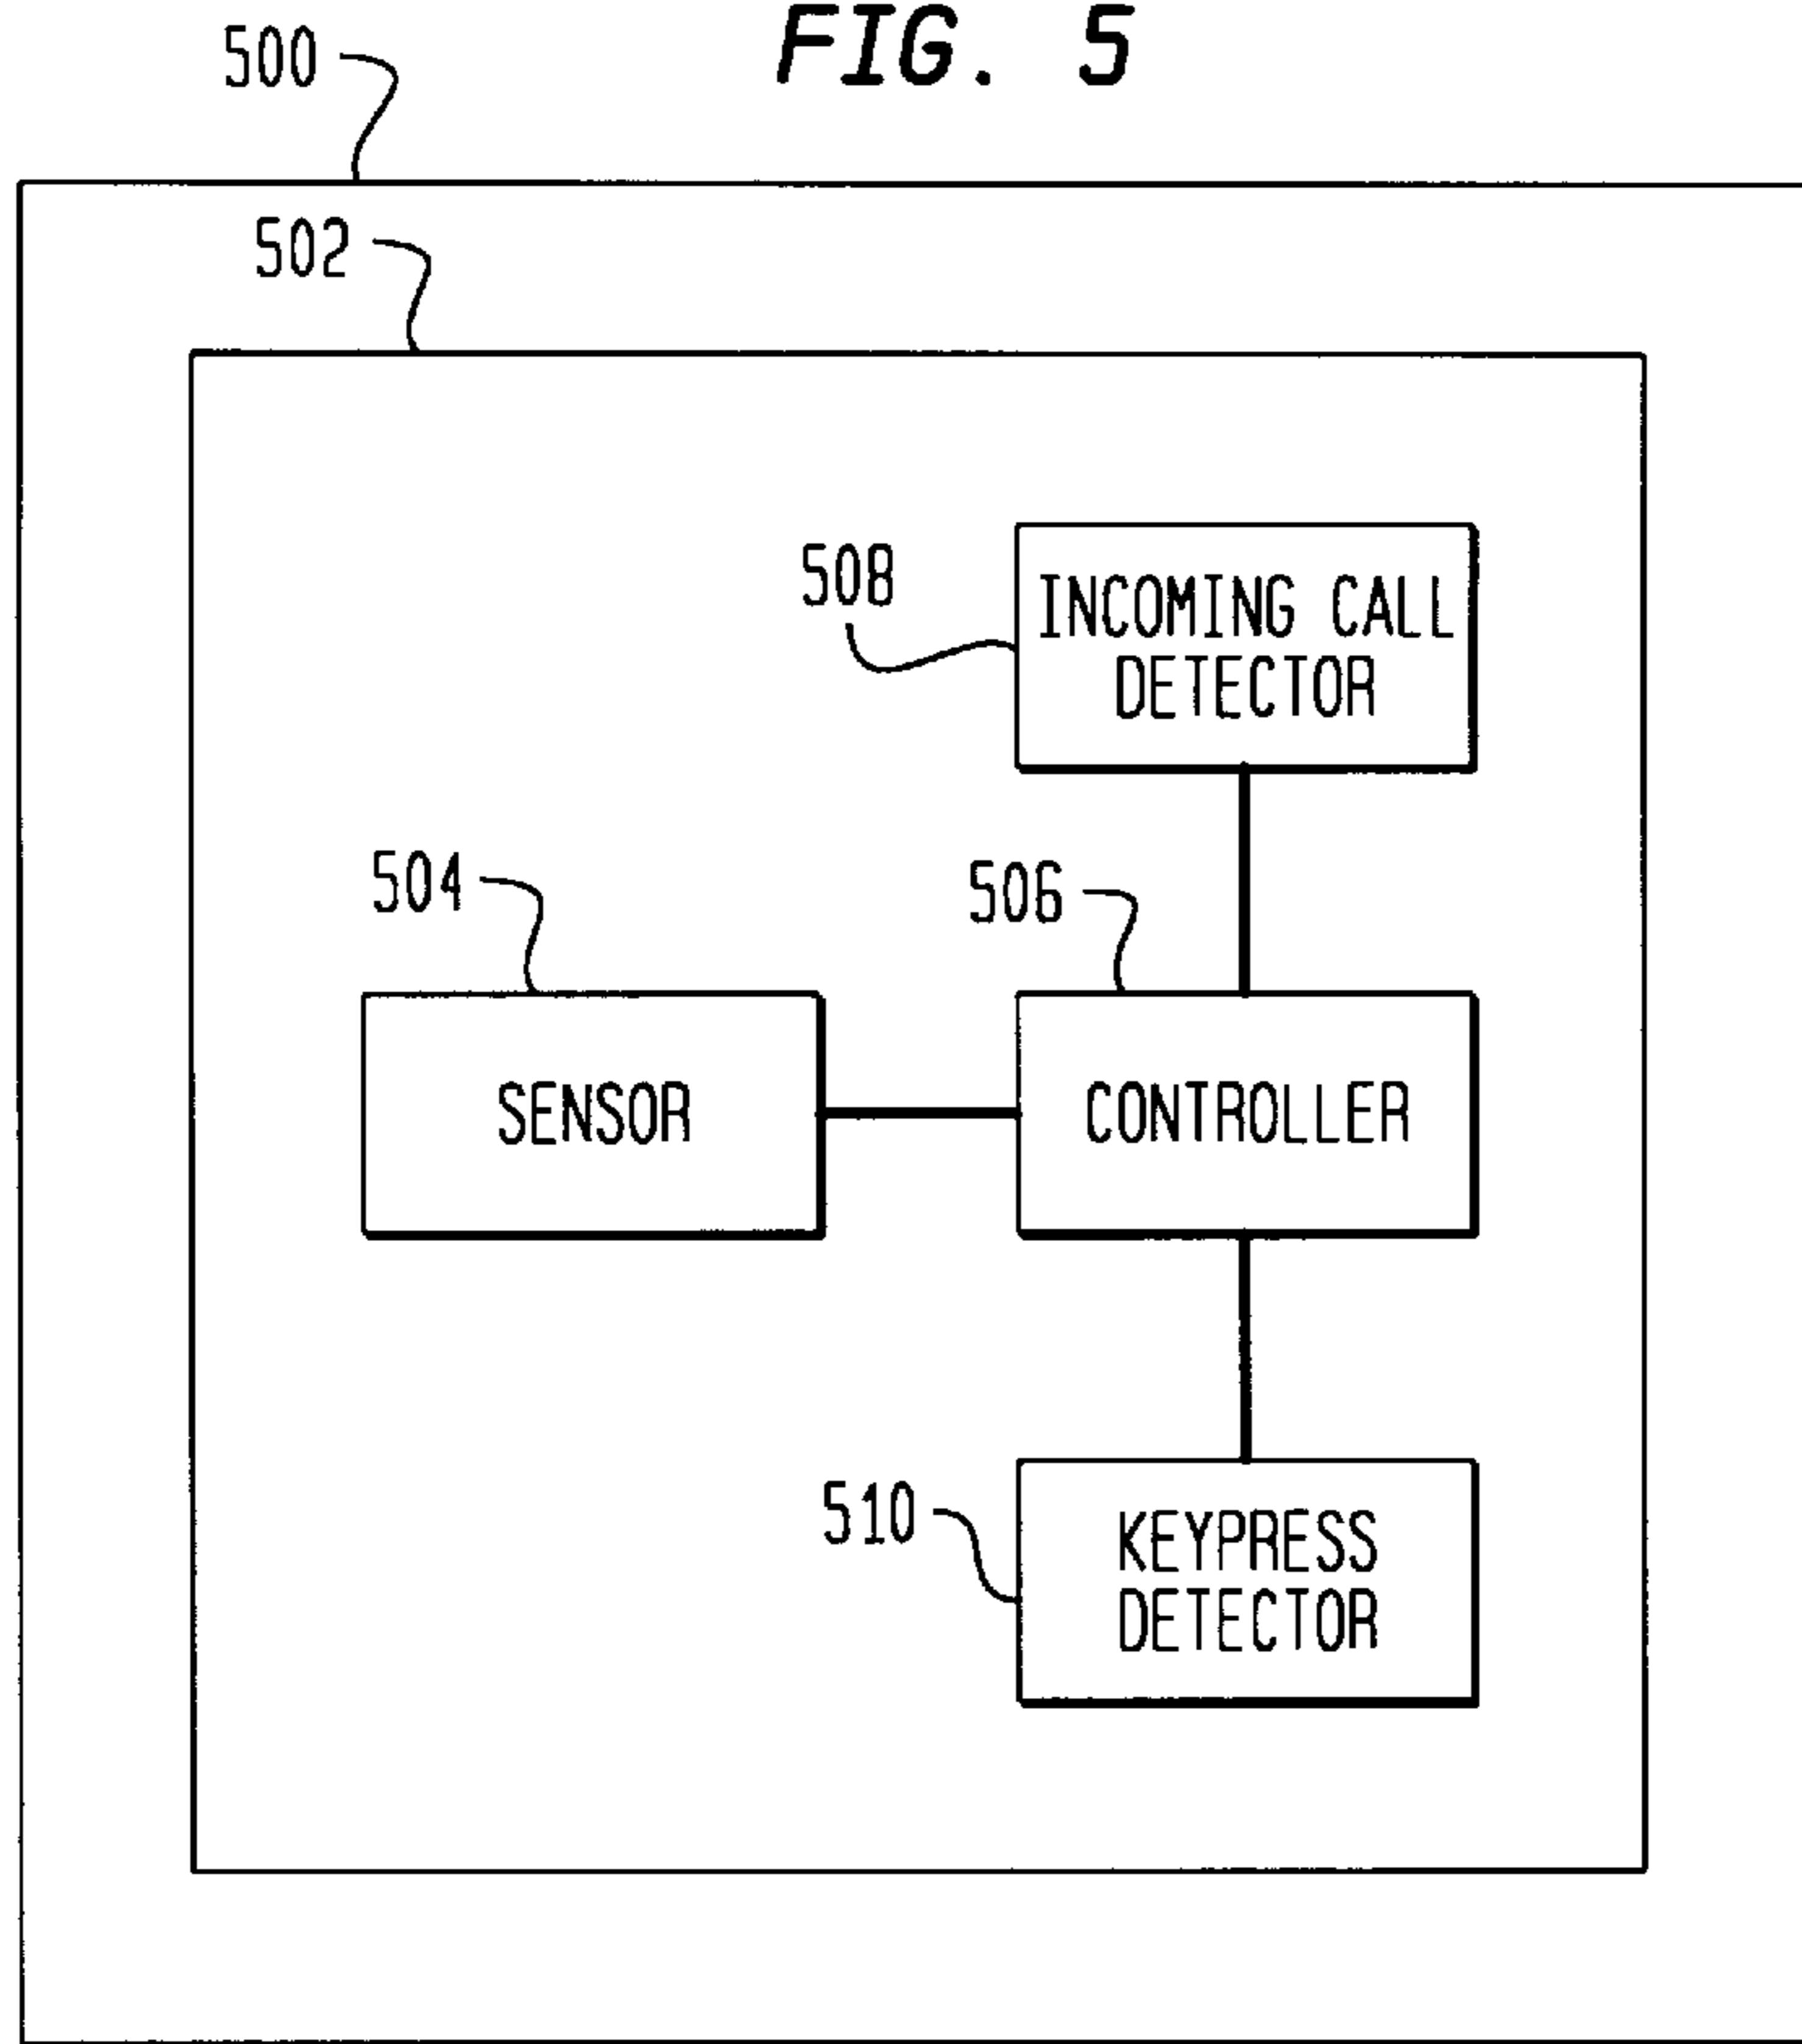 FIG. 5
500
502
508
INCOMING CALL
DETECTOR
504
506
SENSOR
CONTROLLER
510
KEYPRESS
DETECTOR